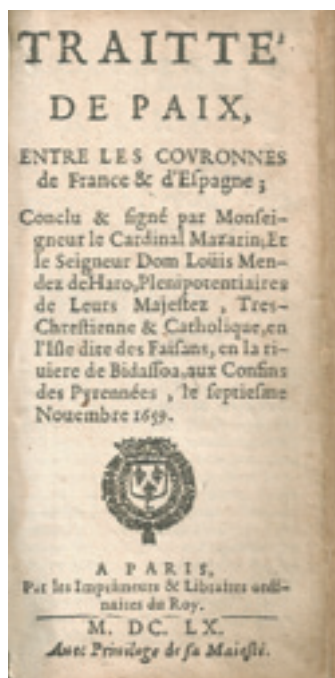 TRAITTE'
DE PAIX,
ENTRE LES COVRONNES
de France & d'Eſpagne ;
Conclu & ſigné par Monſei-
gneur le Cardinal Mazarin, Et
le Seigneur Dom Loüis Men-
dez de Haro, Plenipotentiaires
de Leurs Majeſtez , Tres-
Chreſtienne & Catholique, en
l'Iſle dite des Faiſans, en la ri-
uiere de Bidaſſoa, aux Confins
des Pyrennées , le ſeptieſme
Nouembre 1659.
A PARIS,
Par les Imprimeurs & Libraires ordi-
naires du Roy.
M. DC. LX.
Auec Priuilege de ſa Maieſté.